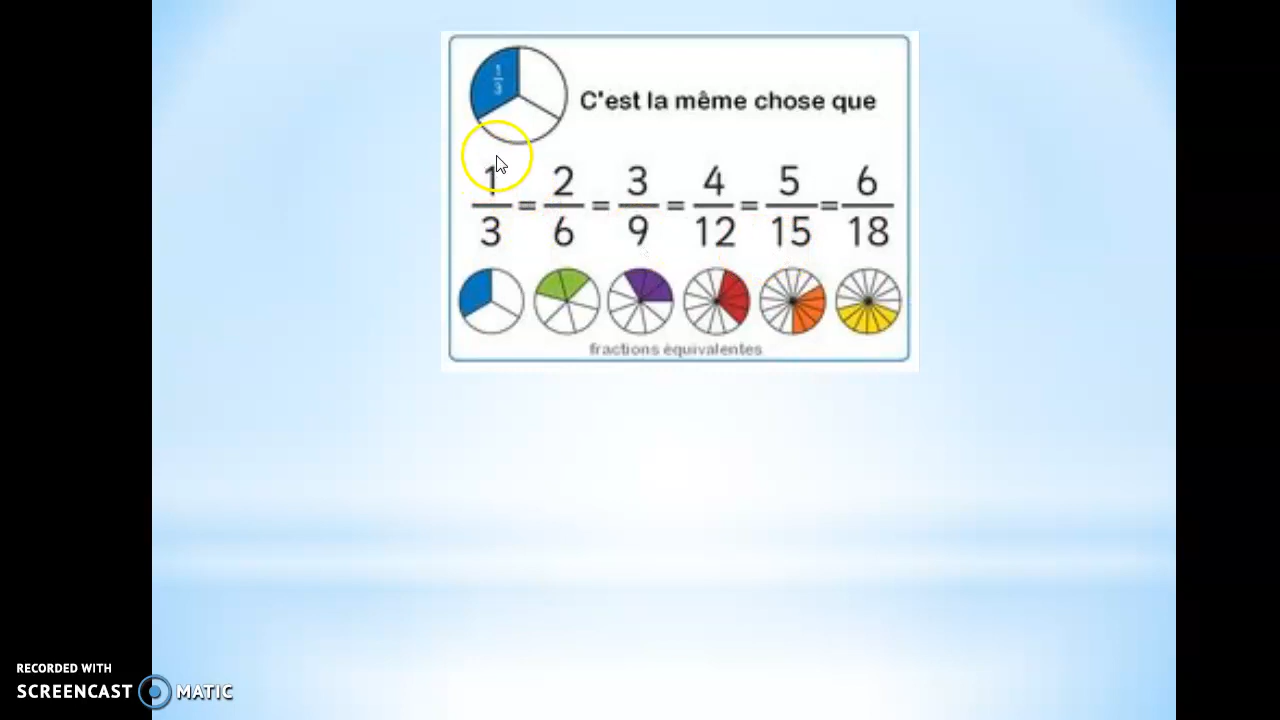 1/3
C'est la même chose que
1/3 = 2/6 = 3/9 = 4/12 = 5/15 = 6/18
fractions équivalentes
RECORDED WITH
SCREENCAST MATIC